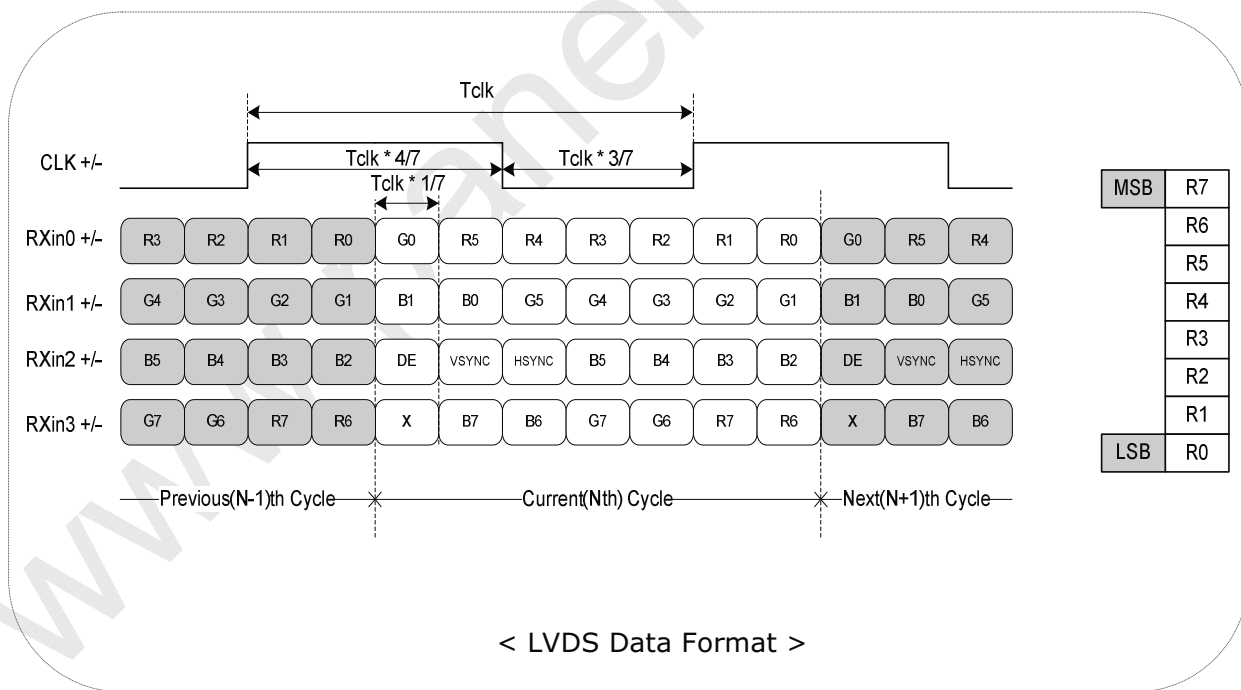 Tclk
CLK +/-
Tclk * 4/7
Tclk * 3/7
Tclk * 1/7
RXin0 +/- R3 R2 R1 R0 G0 R5 R4 R3 R2 R1 R0 G0 R5 R4
RXin1 +/- G4 G3 G2 G1 B1 B0 G5 G4 G3 G2 G1 B1 B0 G5
RXin2 +/- B5 B4 B3 B2 DE VSYNC HSYNC B5 B4 B3 B2 DE VSYNC HSYNC
RXin3 +/- G7 G6 R7 R6 X B7 B6 G7 G6 R7 R6 X B7 B6
Previous(N-1)th Cycle
Current(Nth) Cycle
Next(N+1)th Cycle
MSB R7
R6
R5
R4
R3
R2
R1
LSB R0
< LVDS Data Format >